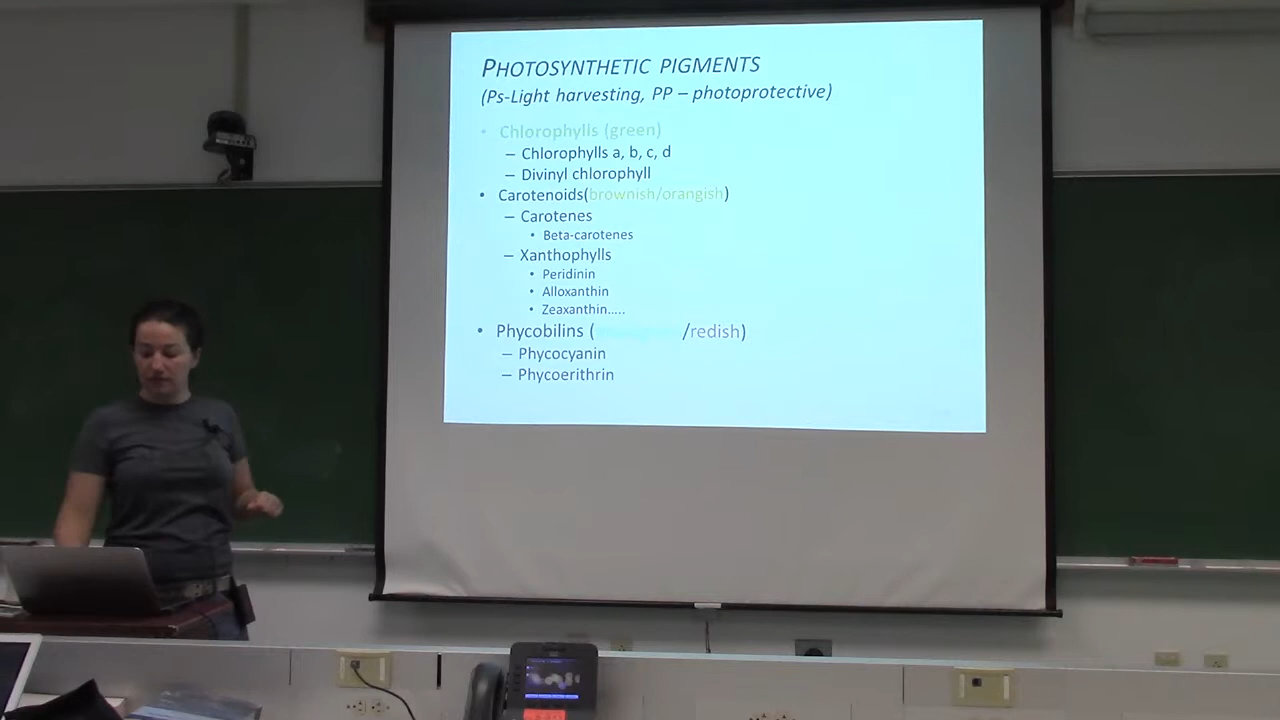 PHOTOSYNTHETIC PIGMENTS
(Ps-Light harvesting, PP – photoprotective)
• Chlorophylls (green)
– Chlorophylls a, b, c, d
– Divinyl chlorophyll
• Carotenoids(brownish/orangish)
– Carotenes
• Beta-carotenes
– Xanthophylls
• Peridinin
• Alloxanthin
• Zeaxanthin…..
• Phycobilins ( /redish)
– Phycocyanin
– Phycoerithrin